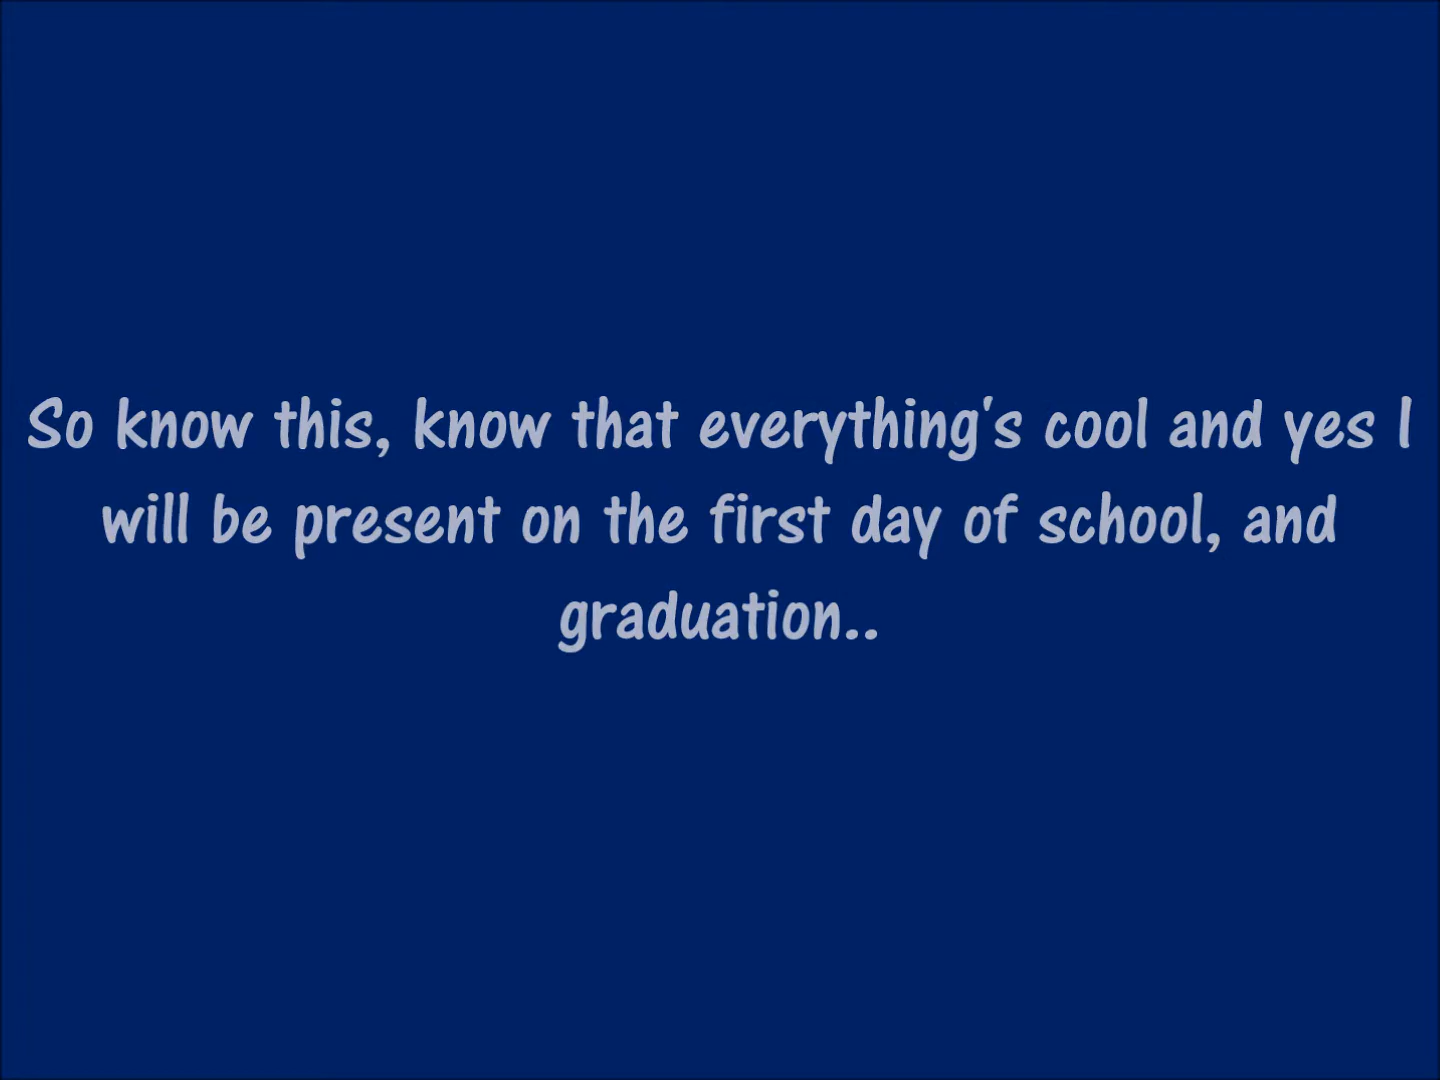 So know this, know that everything's cool and yes I
will be present on the first day of school, and
graduation..